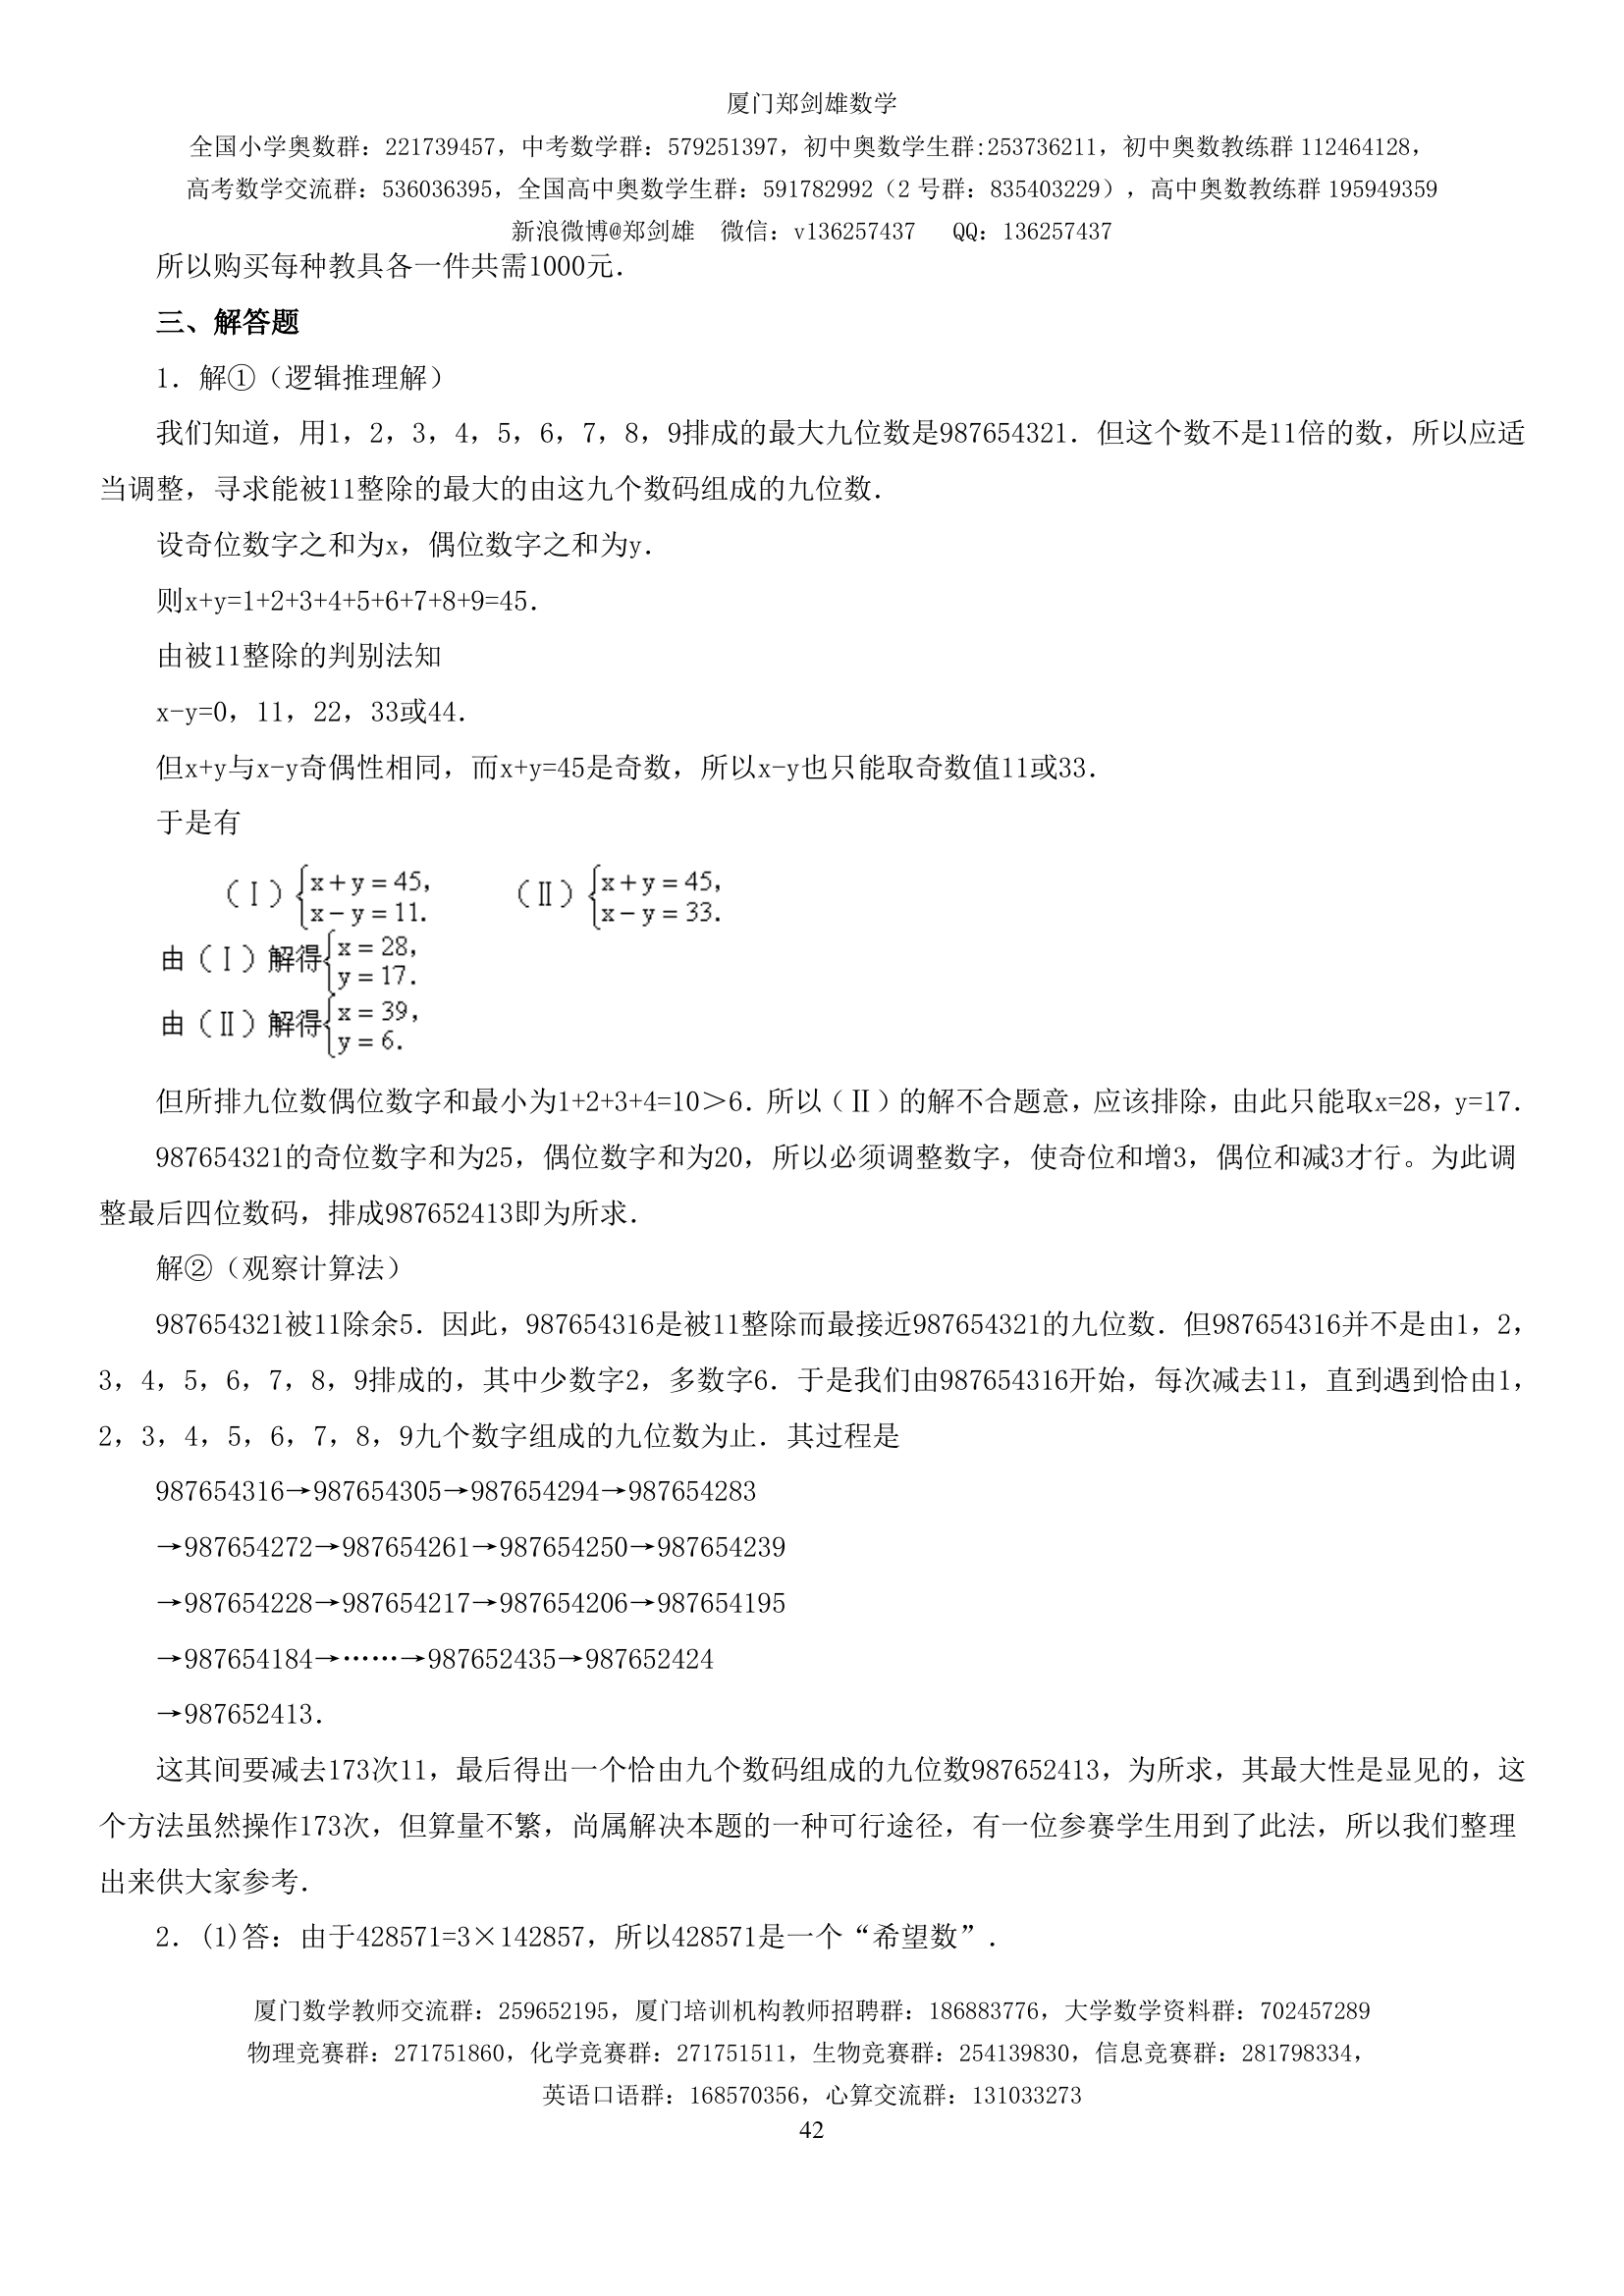 厦门郑剑雄数学
全国小学奥数群：221739457，中考数学群：579251397，初中奥数学生群:253736211，初中奥数教练群 112464128，
高考数学交流群：536036395，全国高中奥数学生群：591782992（2 号群：835403229），高中奥数教练群 195949359
新浪微博@郑剑雄 微信：v136257437 QQ：136257437
所以购买每种教具各一件共需1000元．
三、解答题
1．解①（逻辑推理解）
我们知道，用1，2，3，4，5，6，7，8，9排成的最大九位数是987654321．但这个数不是11倍的数，所以应适
当调整，寻求能被11整除的最大的由这九个数码组成的九位数．
设奇位数字之和为x，偶位数字之和为y．
则x+y=1+2+3+4+5+6+7+8+9=45．
由被11整除的判别法知
x-y=0，11，22，33或44．
但x+y与x-y奇偶性相同，而x+y=45是奇数，所以x-y也只能取奇数值11或33．
于是有
（Ⅰ）{x＋y＝45， x－y＝11． （Ⅱ）{x＋y＝45， x－y＝33．
由（Ⅰ）解得{x＝28， y＝17．
由（Ⅱ）解得{x＝39， y＝6．
但所排九位数偶位数字和最小为1+2+3+4=10＞6．所以（Ⅱ）的解不合题意，应该排除，由此只能取x=28，y=17．
987654321的奇位数字和为25，偶位数字和为20，所以必须调整数字，使奇位和增3，偶位和减3才行。为此调
整最后四位数码，排成987652413即为所求．
解②（观察计算法）
987654321被11除余5．因此，987654316是被11整除而最接近987654321的九位数．但987654316并不是由1，2，
3，4，5，6，7，8，9排成的，其中少数字2，多数字6．于是我们由987654316开始，每次减去11，直到遇到恰由1，
2，3，4，5，6，7，8，9九个数字组成的九位数为止．其过程是
987654316→987654305→987654294→987654283
→987654272→987654261→987654250→987654239
→987654228→987654217→987654206→987654195
→987654184→……→987652435→987652424
→987652413．
这其间要减去173次11，最后得出一个恰由九个数码组成的九位数987652413，为所求，其最大性是显见的，这
个方法虽然操作173次，但算量不繁，尚属解决本题的一种可行途径，有一位参赛学生用到了此法，所以我们整理
出来供大家参考．
2．(1)答：由于428571=3×142857，所以428571是一个“希望数”．
厦门数学教师交流群：259652195，厦门培训机构教师招聘群：186883776，大学数学资料群：702457289
物理竞赛群：271751860，化学竞赛群：271751511，生物竞赛群：254139830，信息竞赛群：281798334，
英语口语群：168570356，心算交流群：131033273
42